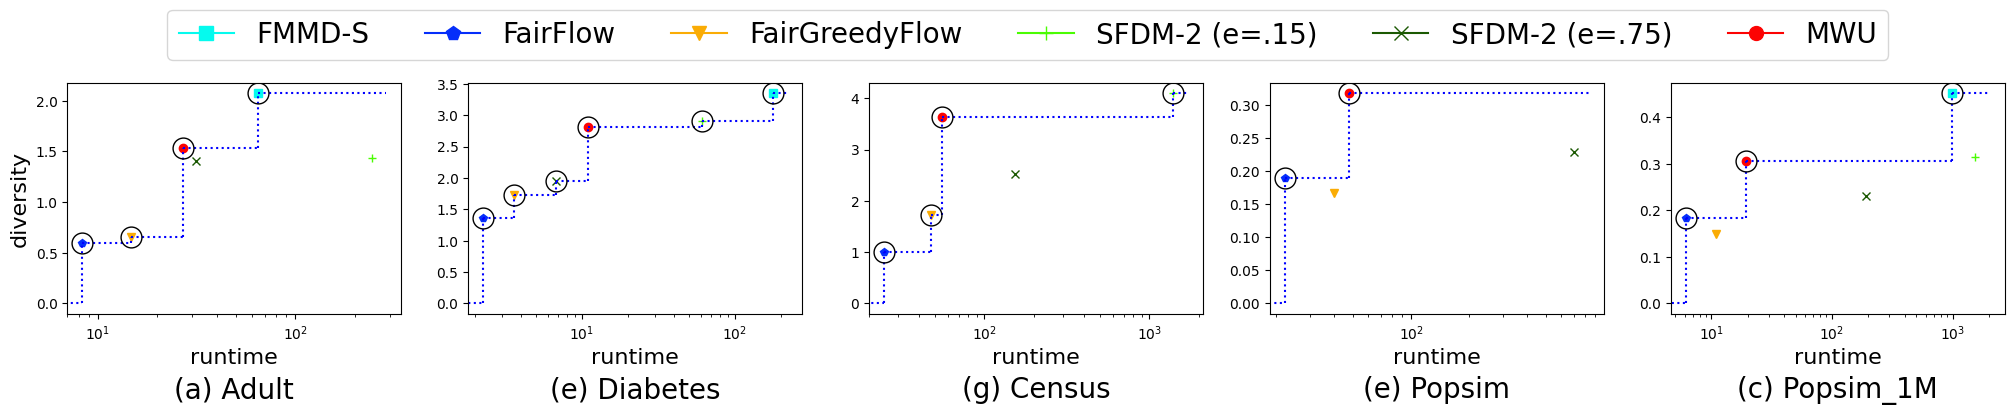 FMMD-S FairFlow FairGreedyFlow SFDM-2 (e=.15) SFDM-2 (e=.75) MWU
diversity
2.0
1.5
1.0
0.5
0.0
10¹ 10²
runtime
(a) Adult
3.5
3.0
2.5
2.0
1.5
1.0
0.5
0.0
10¹ 10²
runtime
(e) Diabetes
4
3
2
1
0
10² 10³
runtime
(g) Census
0.30
0.25
0.20
0.15
0.10
0.05
0.00
10²
runtime
(e) Popsim
0.4
0.3
0.2
0.1
0.0
10¹ 10² 10³
runtime
(c) Popsim_1M